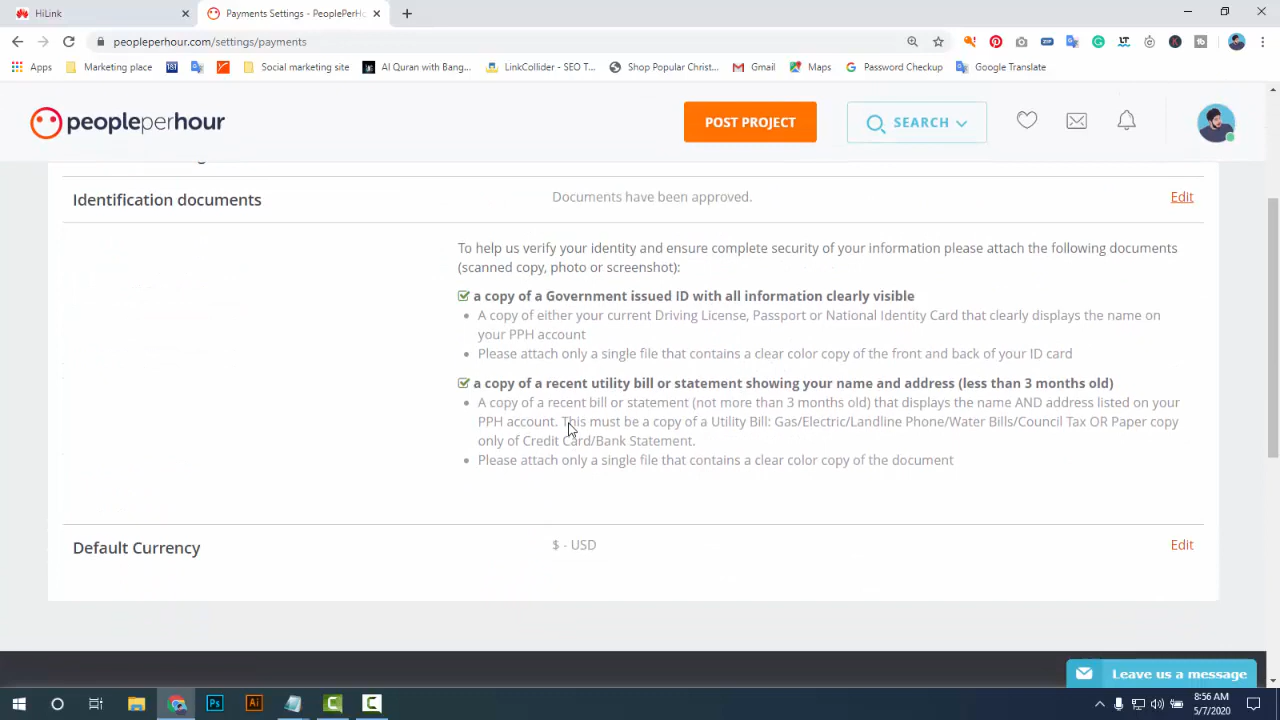 HiLink
Payments Settings - PeoplePerHo
peopleperhour.com/settings/payments
Apps
Marketing place
Social marketing site
Al Quran with Bang...
LinkCollider - SEO T...
Shop Popular Christ...
Gmail
Maps
Password Checkup
Google Translate
peopleperhour
POST PROJECT
SEARCH
Identification documents
Documents have been approved.
Edit
To help us verify your identity and ensure complete security of your information please attach the following documents
(scanned copy, photo or screenshot):
a copy of a Government issued ID with all information clearly visible
A copy of either your current Driving License, Passport or National Identity Card that clearly displays the name on
your PPH account
Please attach only a single file that contains a clear color copy of the front and back of your ID card
a copy of a recent utility bill or statement showing your name and address (less than 3 months old)
A copy of a recent bill or statement (not more than 3 months old) that displays the name AND address listed on your
PPH account. This must be a copy of a Utility Bill: Gas/Electric/Landline Phone/Water Bills/Council Tax OR Paper copy
only of Credit Card/Bank Statement.
Please attach only a single file that contains a clear color copy of the document
Default Currency
$ - USD
Edit
Leave us a message
Ps
Ai
8:56 AM
5/7/2020